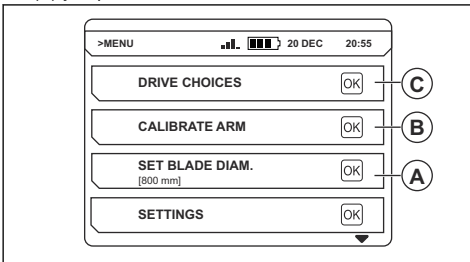 >MENU 20 DEC 20:55
DRIVE CHOICES OK C
CALIBRATE ARM OK B
SET BLADE DIAM. OK A
[800 mm]
SETTINGS OK